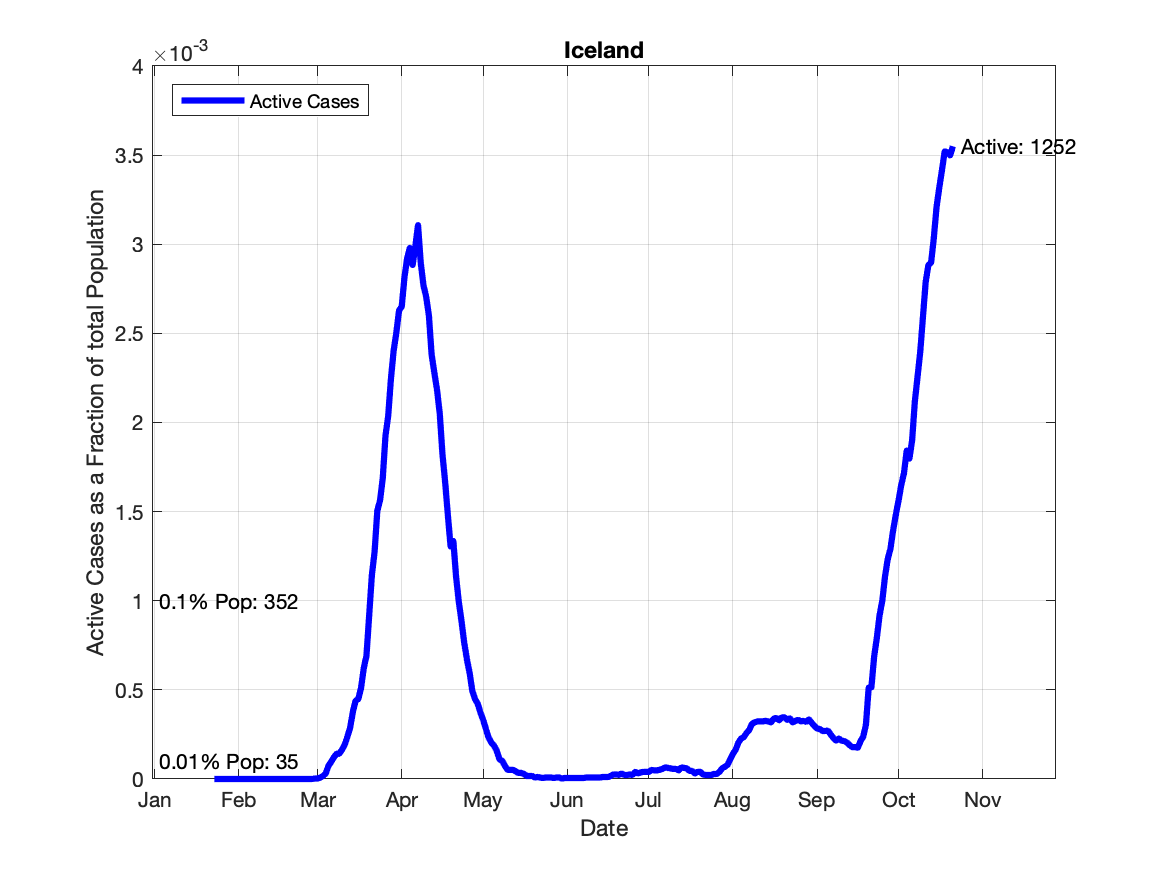 Iceland
×10-3
4
3.5
3
2.5
2
1.5
1
0.5
0
Active Cases as a Fraction of total Population
Active Cases
Active: 1252
0.1% Pop: 352
0.01% Pop: 35
Jan Feb Mar Apr May Jun Jul Aug Sep Oct Nov
Date